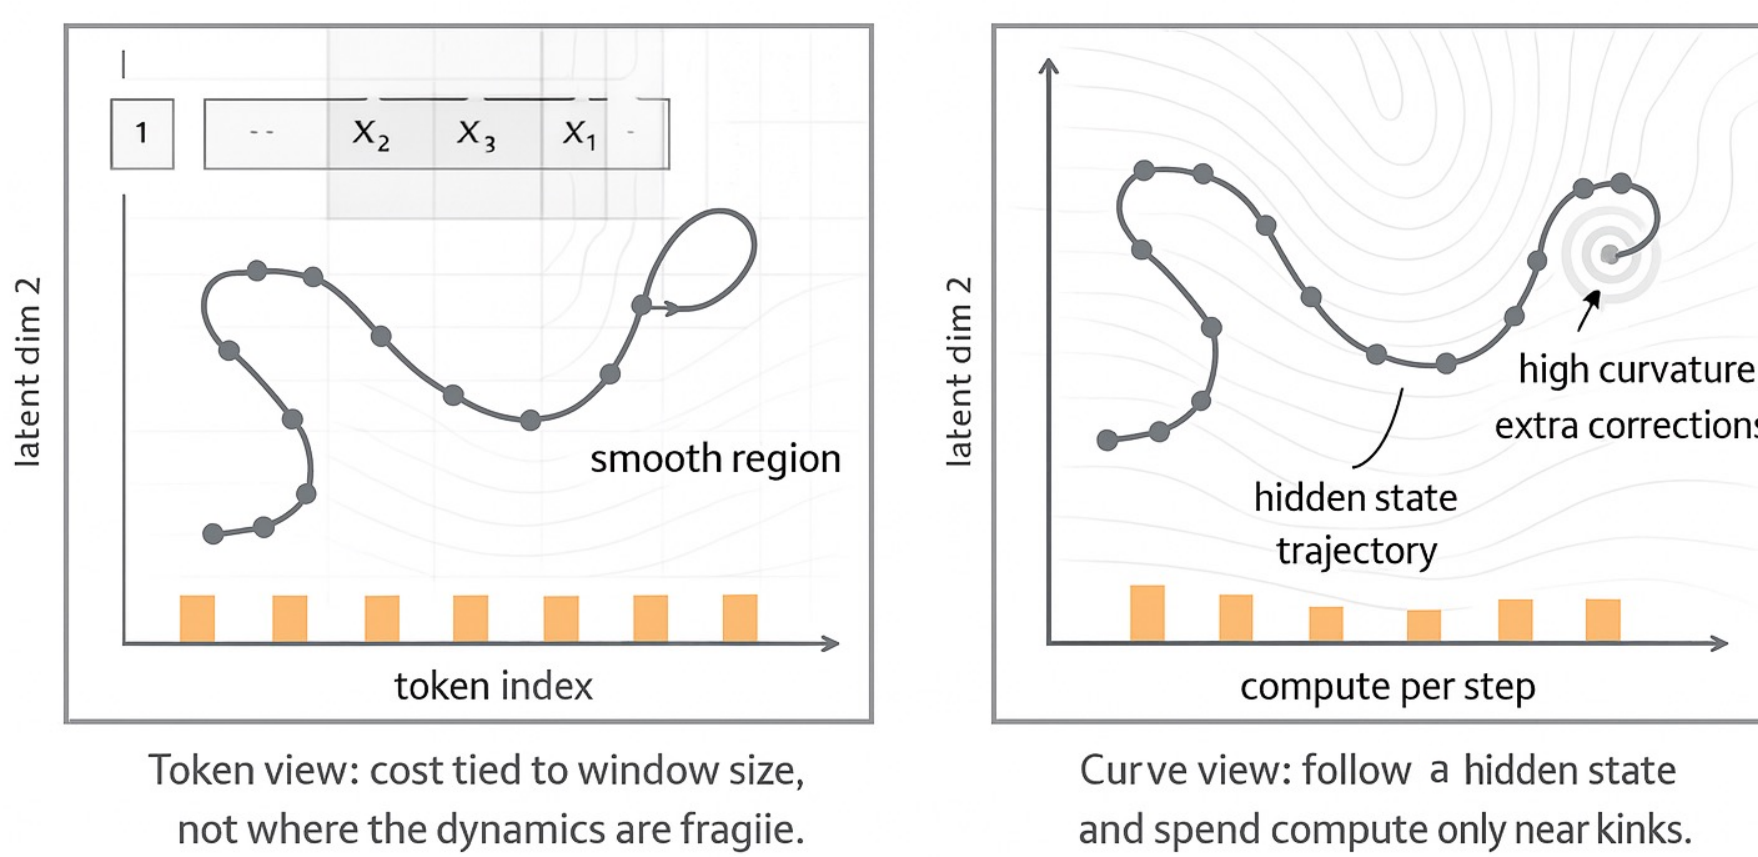 1 -- X₂ X₃ X₁ -
latent dim 2
smooth region
token index
Token view: cost tied to window size,
not where the dynamics are fragiie.
latent dim 2
high curvature
extra corrections
hidden state
trajectory
compute per step
Curve view: follow a hidden state
and spend compute only near kinks.